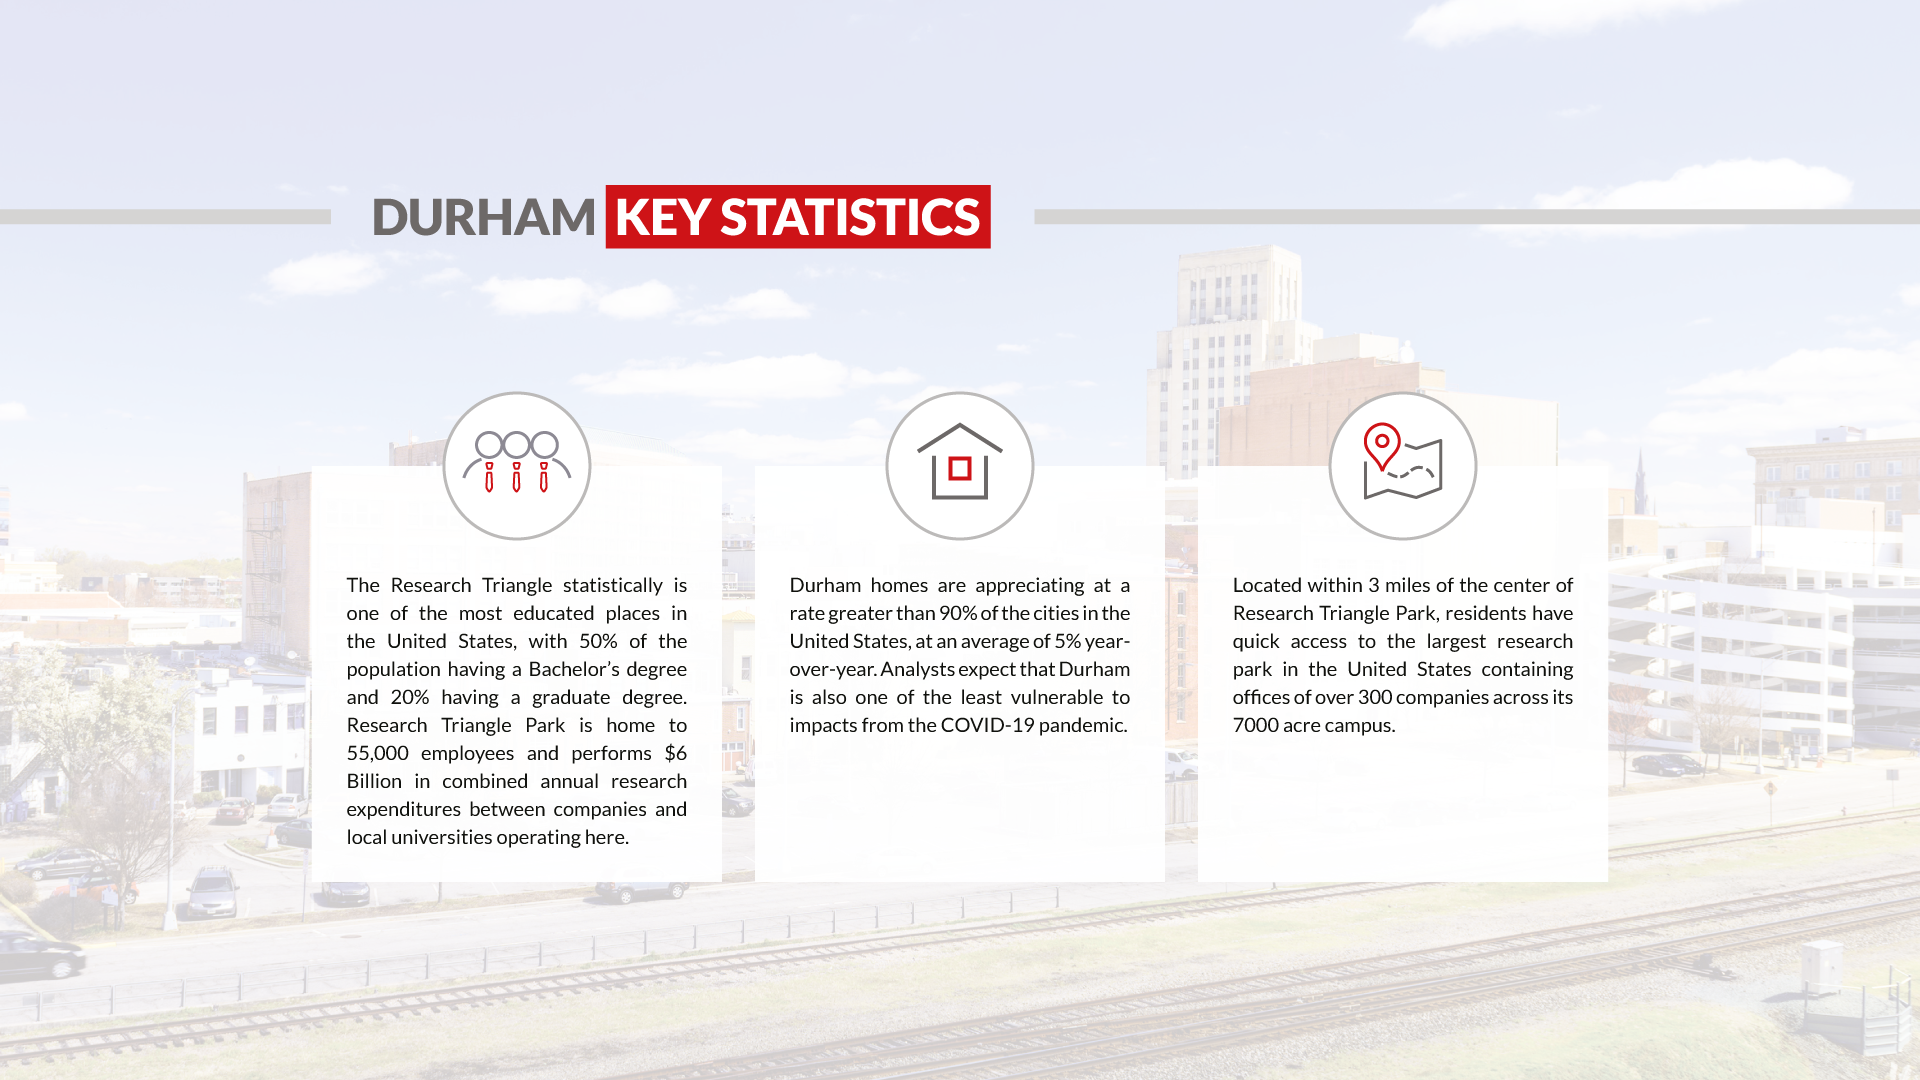 DURHAM KEY STATISTICS
The Research Triangle statistically is
one of the most educated places in
the United States, with 50% of the
population having a Bachelor’s degree
and 20% having a graduate degree.
Research Triangle Park is home to
55,000 employees and performs $6
Billion in combined annual research
expenditures between companies and
local universities operating here.
Durham homes are appreciating at a
rate greater than 90% of the cities in the
United States, at an average of 5% year-
over-year. Analysts expect that Durham
is also one of the least vulnerable to
impacts from the COVID-19 pandemic.
Located within 3 miles of the center of
Research Triangle Park, residents have
quick access to the largest research
park in the United States containing
offices of over 300 companies across its
7000 acre campus.